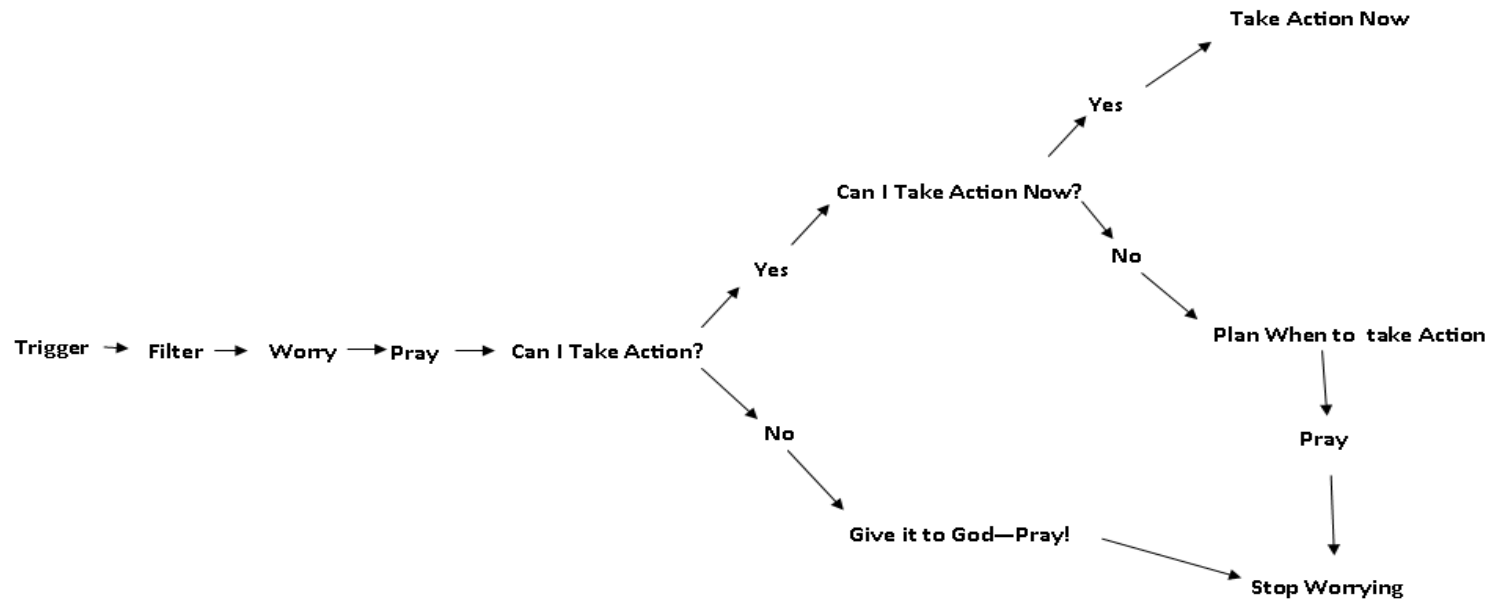 Take Action Now
Yes
Can I Take Action Now?
No
Yes
Plan When to take Action
Trigger
Filter
Worry
Pray
Can I Take Action?
No
Pray
Give it to God—Pray!
Stop Worrying